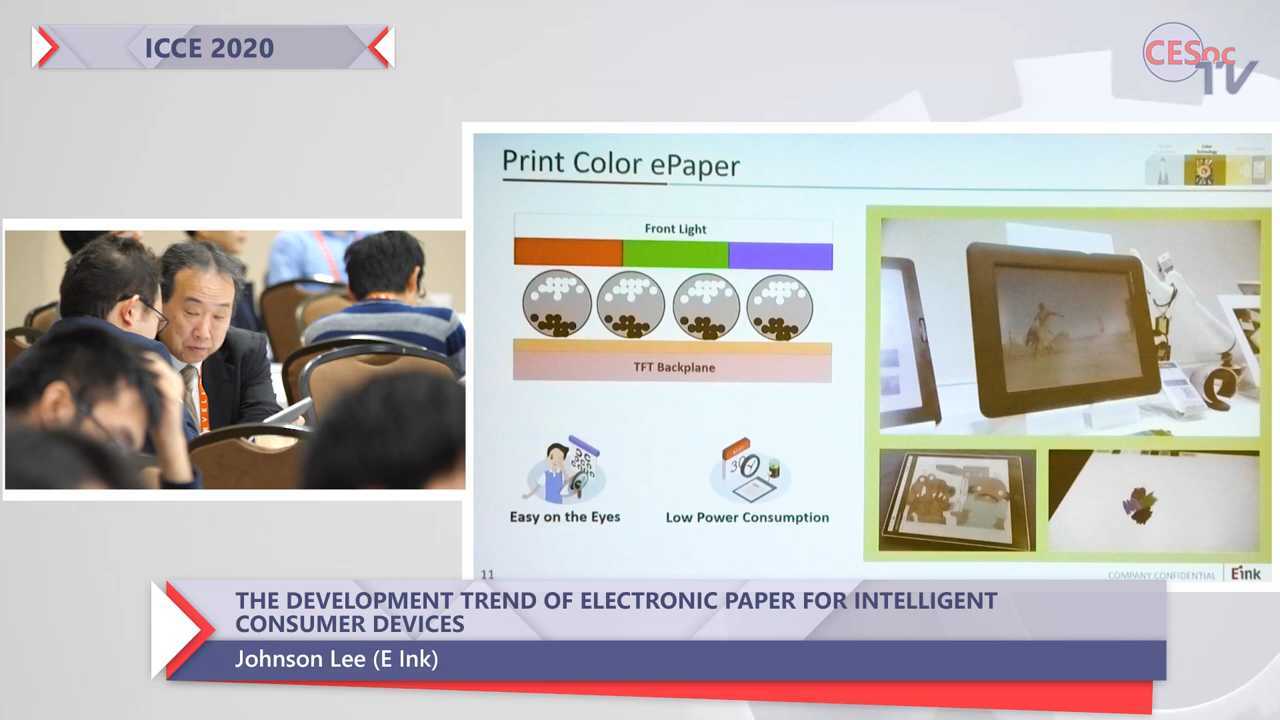 ICCE 2020
CESoc
TV
Print Color ePaper
Front Light
TFT Backplane
Easy on the Eyes
Low Power Consumption
11
COMPANY CONFIDENTIAL
E ink
THE DEVELOPMENT TREND OF ELECTRONIC PAPER FOR INTELLIGENT
CONSUMER DEVICES
Johnson Lee (E Ink)